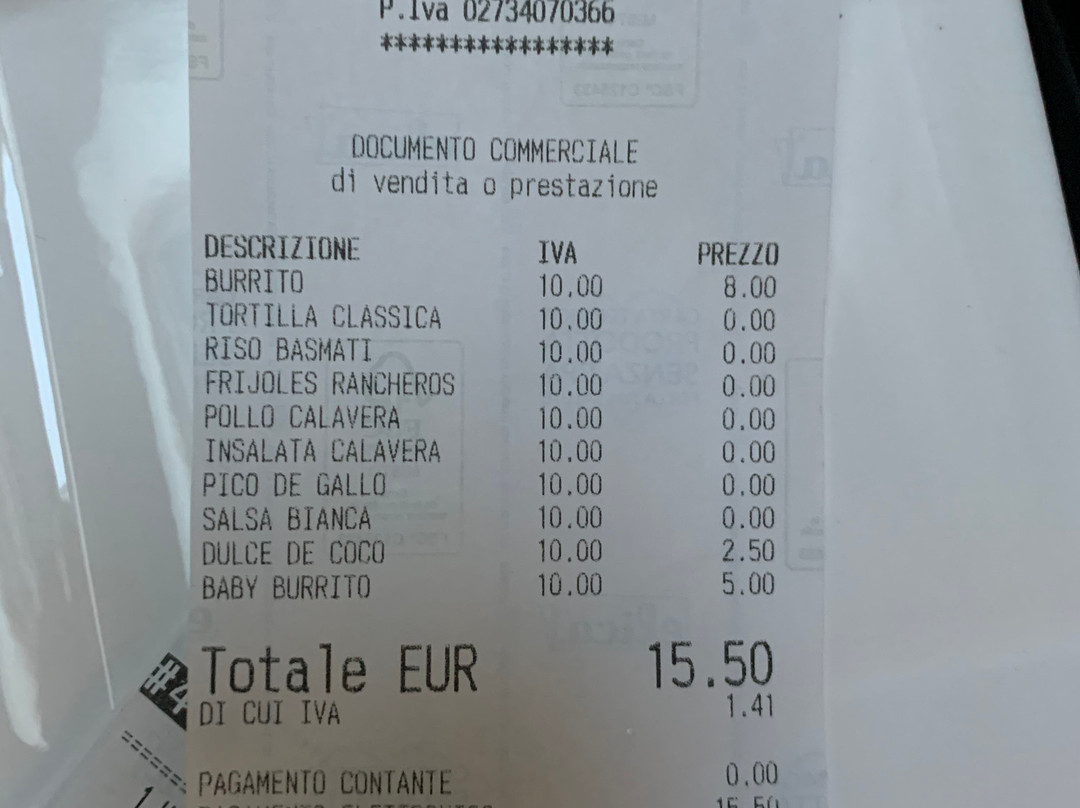 P.Iva 02734070366
*****************
DOCUMENTO COMMERCIALE
di vendita o prestazione
DESCRIZIONE IVA PREZZO
BURRITO 10.00 8.00
TORTILLA CLASSICA 10.00 0.00
RISO BASMATI 10.00 0.00
FRIJOLES RANCHEROS 10.00 0.00
POLLO CALAVERA 10.00 0.00
INSALATA CALAVERA 10.00 0.00
PICO DE GALLO 10.00 0.00
SALSA BIANCA 10.00 0.00
DULCE DE COCO 10.00 2.50
BABY BURRITO 10.00 5.00
Totale EUR 15.50
DI CUI IVA 1.41
PAGAMENTO CONTANTE 0.00
15.50
#4